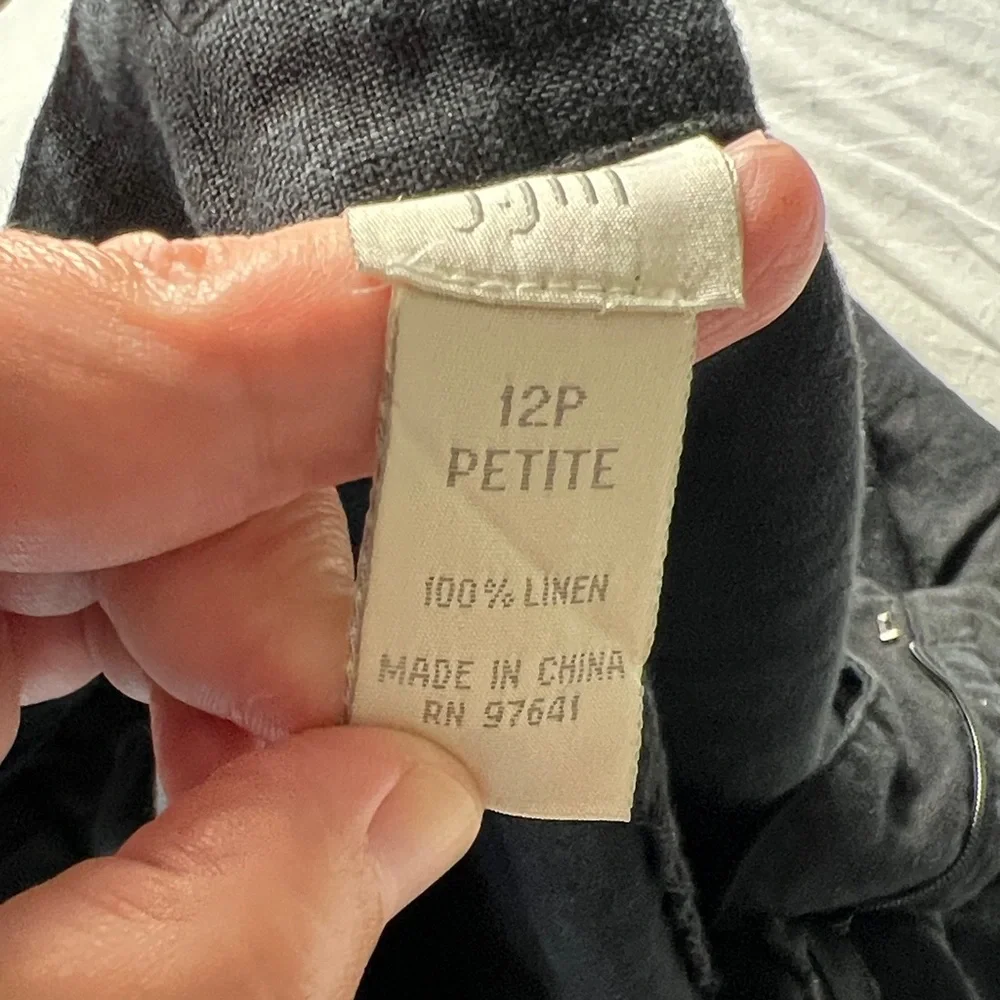 12P
PETITE
100% LINEN
MADE IN CHINA
RN 97641